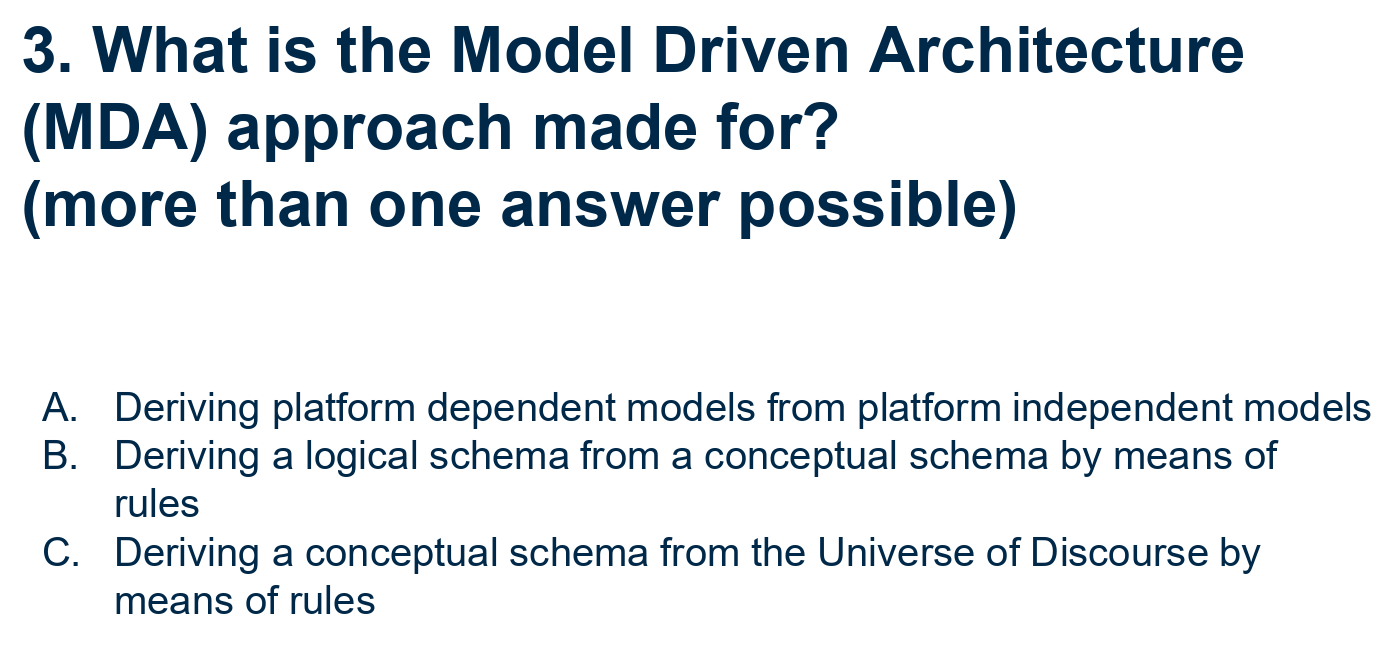 3. What is the Model Driven Architecture
(MDA) approach made for?
(more than one answer possible)
A. Deriving platform dependent models from platform independent models
B. Deriving a logical schema from a conceptual schema by means of
rules
C. Deriving a conceptual schema from the Universe of Discourse by
means of rules